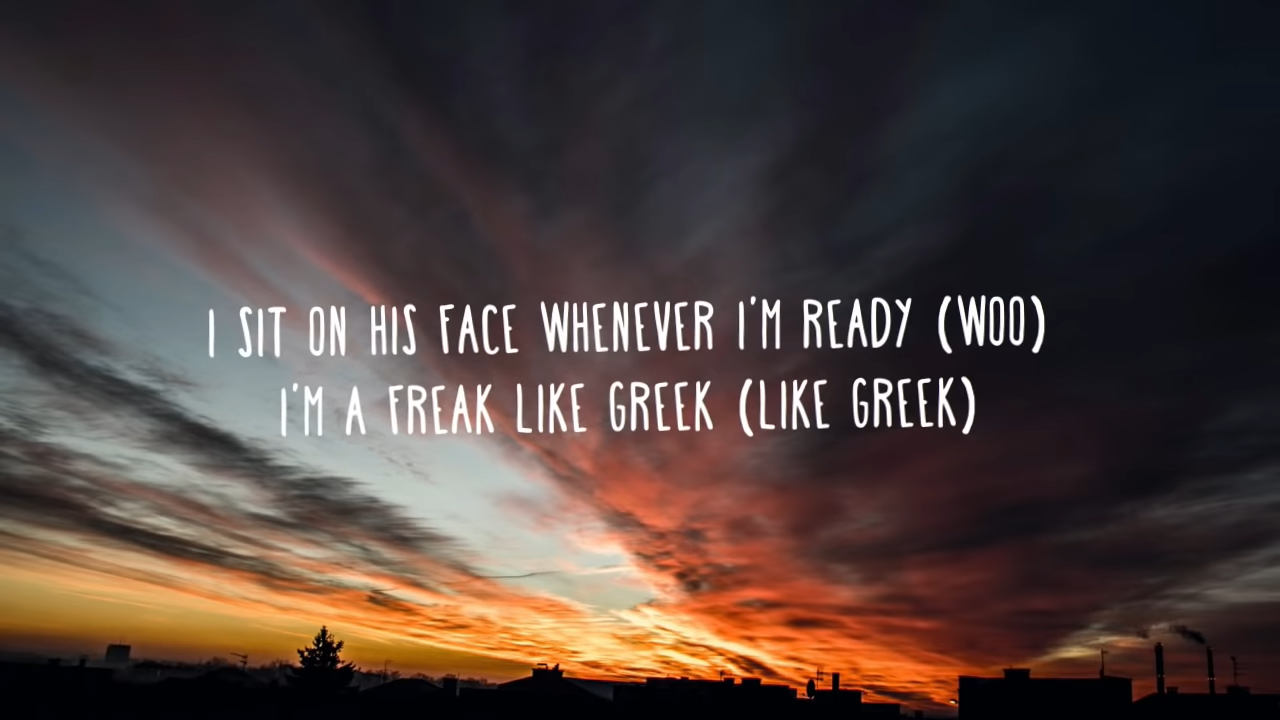 I SIT ON HIS FACE WHENEVER I'M READY (WOO)
I'M A FREAK LIKE GREEK (LIKE GREEK)